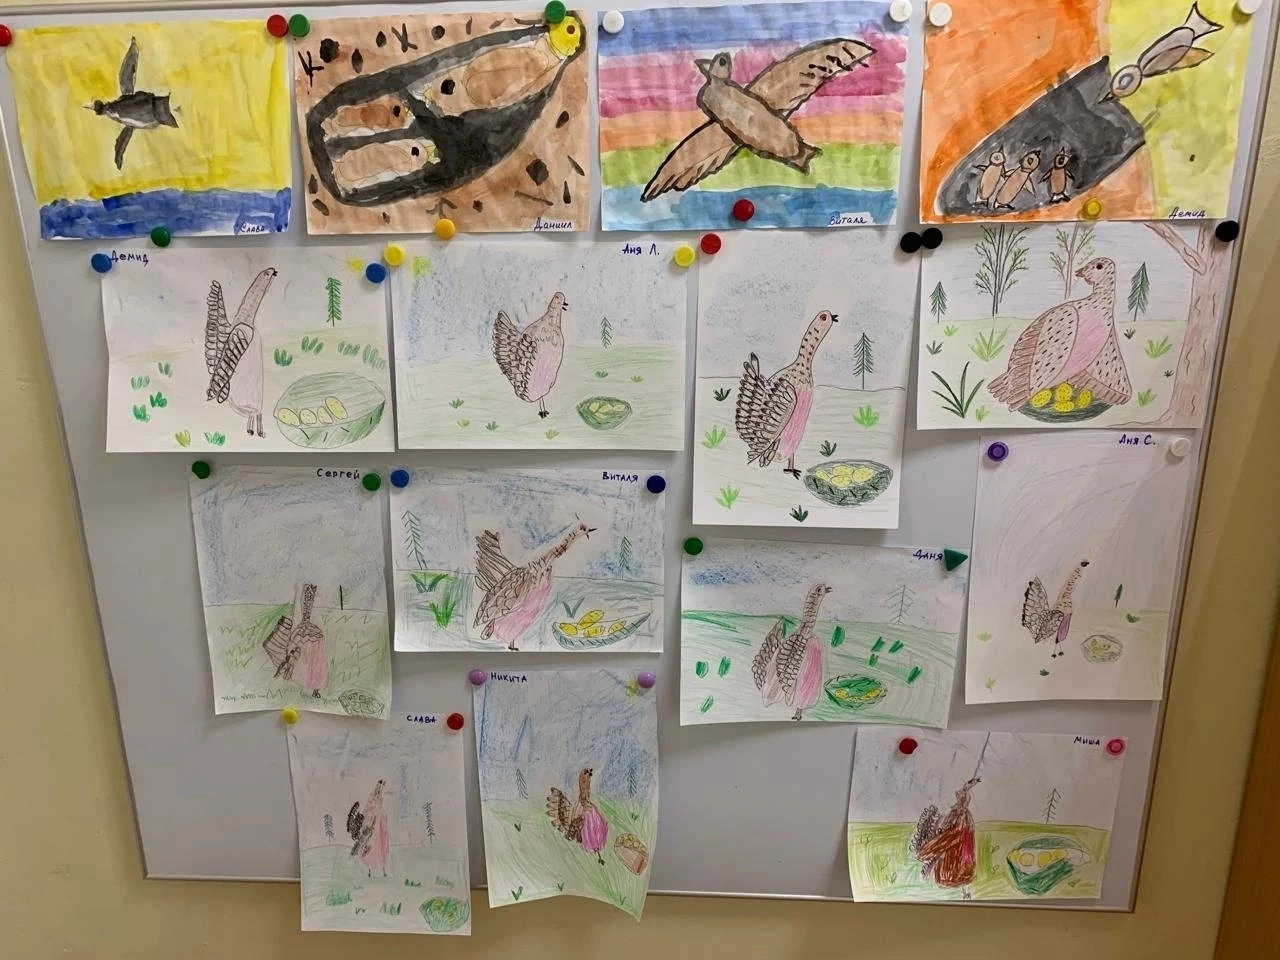 Слава
Даниил
Виталя
Демид
Демид
Аня Л.
Аня С.
Сергей
Виталя
Даня
Никита
Слава
Миша